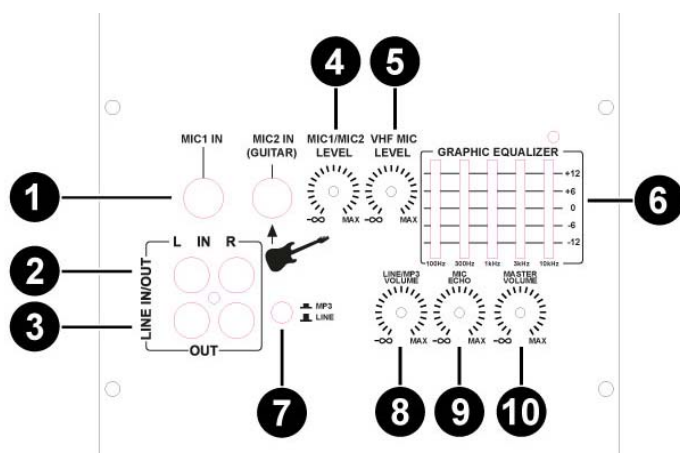 4 5
MIC1 IN
MIC2 IN
(GUITAR)
MIC1/MIC2
LEVEL
VHF MIC
LEVEL
-∞ MAX
-∞ MAX
GRAPHIC EQUALIZER
+12
+6
0
-6
-12
100Hz 300Hz 1kHz 3kHz 10kHz
1
6
2
3
L IN R
LINE IN/OUT
OUT
MP3
LINE
LINE/MP3
VOLUME
MIC
ECHO
MASTER
VOLUME
-∞ MAX
-∞ MAX
-∞ MAX
7 8 9 10